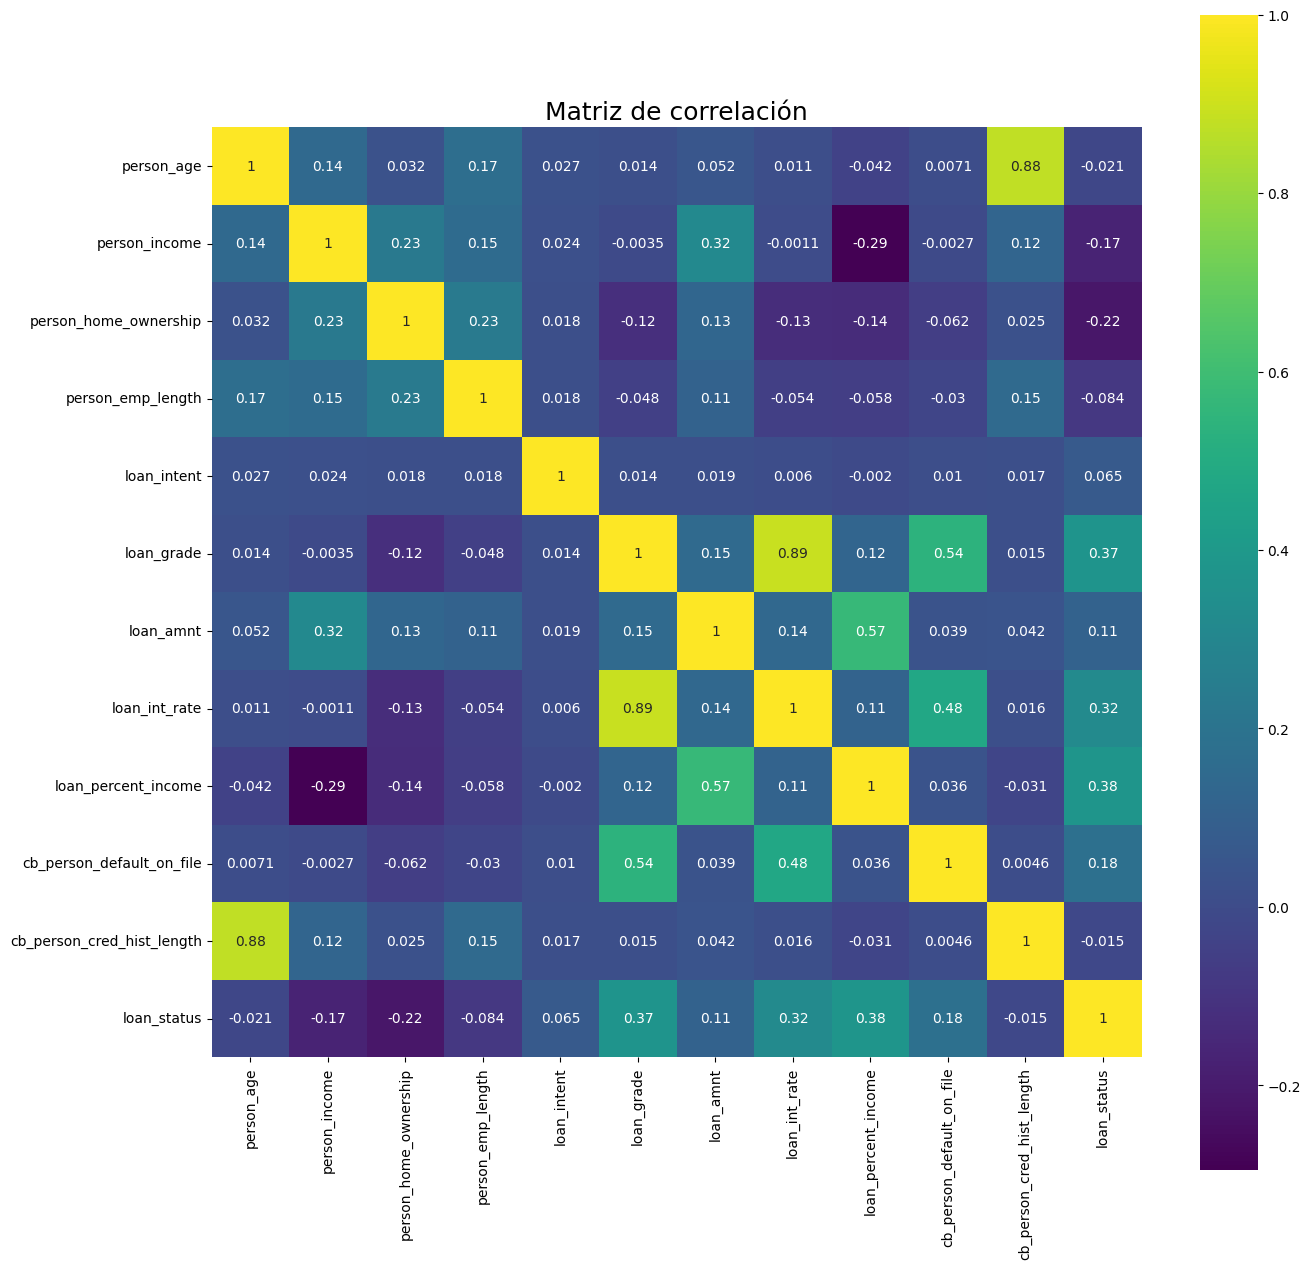 Matriz de correlación
person_age 1 0.14 0.032 0.17 0.027 0.014 0.052 0.011 -0.042 0.0071 0.88 -0.021
person_income 0.14 1 0.23 0.15 0.024 -0.0035 0.32 -0.0011 -0.29 -0.0027 0.12 -0.17
person_home_ownership 0.032 0.23 1 0.23 0.018 -0.12 0.13 -0.13 -0.14 -0.062 0.025 -0.22
person_emp_length 0.17 0.15 0.23 1 0.018 -0.048 0.11 -0.054 -0.058 -0.03 0.15 -0.084
loan_intent 0.027 0.024 0.018 0.018 1 0.014 0.019 0.006 -0.002 0.01 0.017 0.065
loan_grade 0.014 -0.0035 -0.12 -0.048 0.014 1 0.15 0.89 0.12 0.54 0.015 0.37
loan_amnt 0.052 0.32 0.13 0.11 0.019 0.15 1 0.14 0.57 0.039 0.042 0.11
loan_int_rate 0.011 -0.0011 -0.13 -0.054 0.006 0.89 0.14 1 0.11 0.48 0.016 0.32
loan_percent_income -0.042 -0.29 -0.14 -0.058 -0.002 0.12 0.57 0.11 1 0.036 -0.031 0.38
cb_person_default_on_file 0.0071 -0.0027 -0.062 -0.03 0.01 0.54 0.039 0.48 0.036 1 0.0046 0.18
cb_person_cred_hist_length 0.88 0.12 0.025 0.15 0.017 0.015 0.042 0.016 -0.031 0.0046 1 -0.015
loan_status -0.021 -0.17 -0.22 -0.084 0.065 0.37 0.11 0.32 0.38 0.18 -0.015 1
person_age
person_income
person_home_ownership
person_emp_length
loan_intent
loan_grade
loan_amnt
loan_int_rate
loan_percent_income
cb_person_default_on_file
cb_person_cred_hist_length
loan_status
1.0
0.8
0.6
0.4
0.2
0.0
−0.2